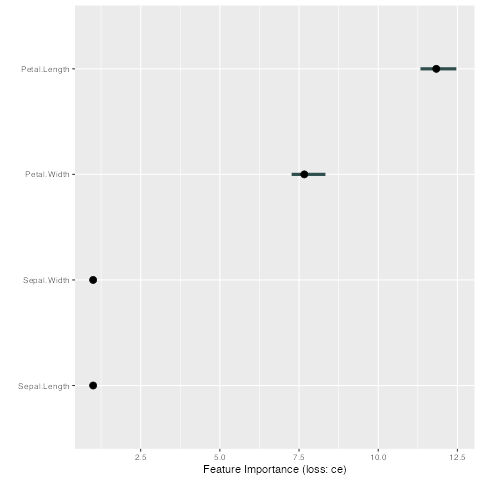 Petal.Length
Petal.Width
Sepal.Width
Sepal.Length
2.5 5.0 7.5 10.0 12.5
Feature Importance (loss: ce)